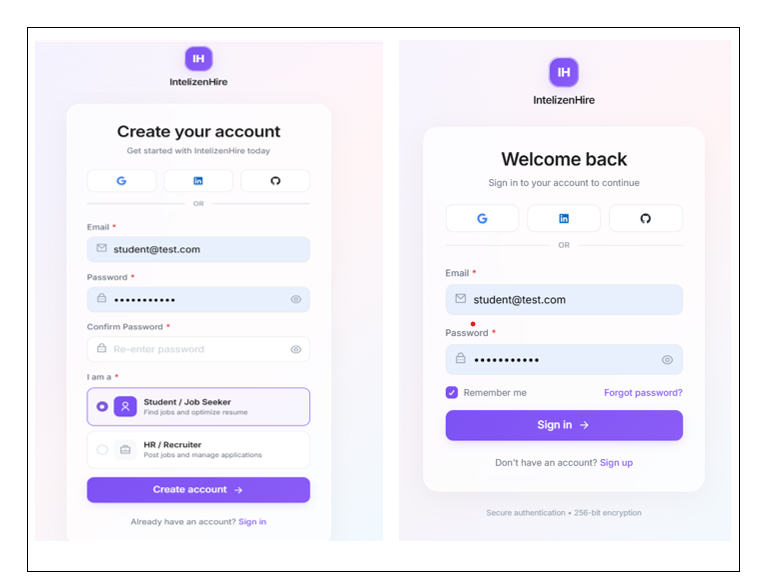 IH
IntelizenHire
Create your account
Get started with IntelizenHire today
OR
Email *
student@test.com
Password *
•••••••••••
Confirm Password *
Re-enter password
I am a *
Student / Job Seeker
Find jobs and optimize resume
HR / Recruiter
Post jobs and manage applications
Create account →
Already have an account? Sign in
IH
IntelizenHire
Welcome back
Sign in to your account to continue
OR
Email *
student@test.com
Password *
•••••••••••
Remember me
Forgot password?
Sign in →
Don't have an account? Sign up
Secure authentication • 256-bit encryption